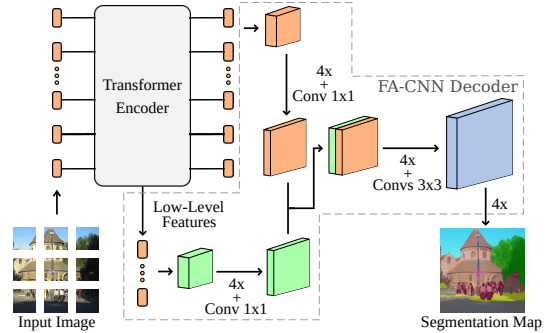 Transformer
Encoder
4x
+
Conv 1x1
FA-CNN Decoder
Low-Level
Features
4x
+
Convs 3x3
4x
+
Conv 1x1
4x
Input Image
Segmentation Map